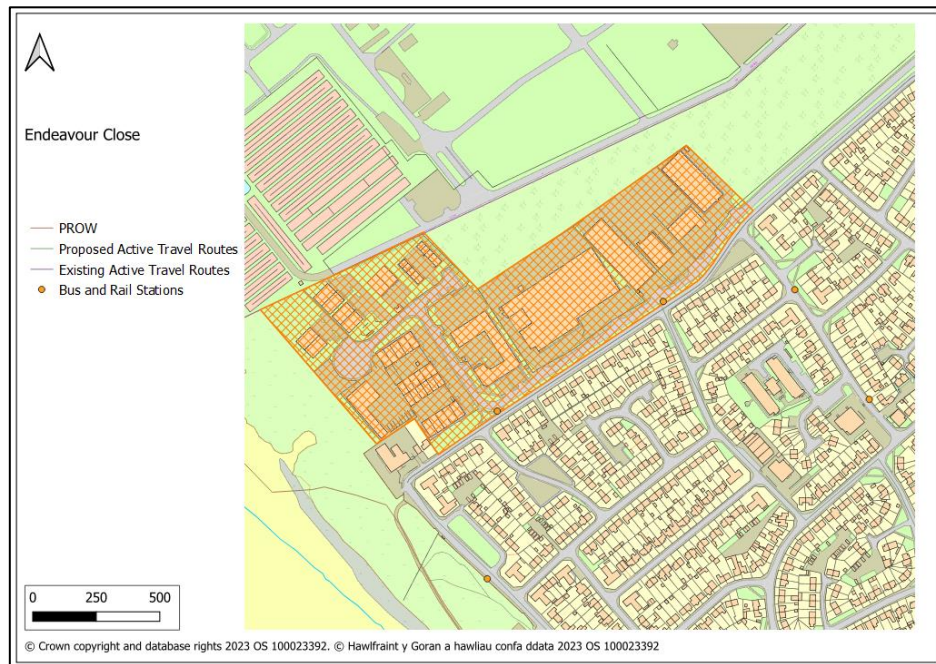 Endeavour Close
PROW
Proposed Active Travel Routes
Existing Active Travel Routes
Bus and Rail Stations
0 250 500
© Crown copyright and database rights 2023 OS 100023392. © Hawlfraint y Goran a hawliau confa ddata 2023 OS 100023392